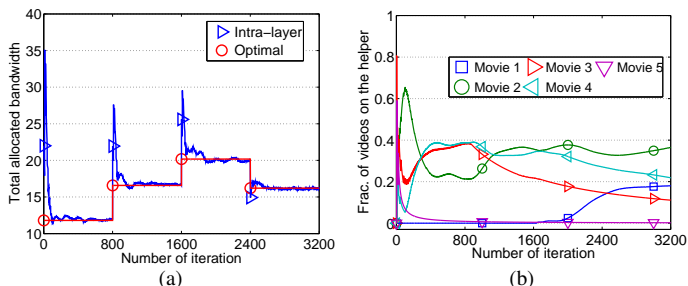 40
35
30
25
20
15
10
Total allocated bandwidth
Intra-layer
Optimal
0 800 1600 2400 3200
Number of iteration
(a)
1
0.8
0.6
0.4
0.2
0
Frac. of videos on the helper
Movie 1 Movie 3 Movie 5
Movie 2 Movie 4
0 800 1600 2400 3200
Number of iteration
(b)